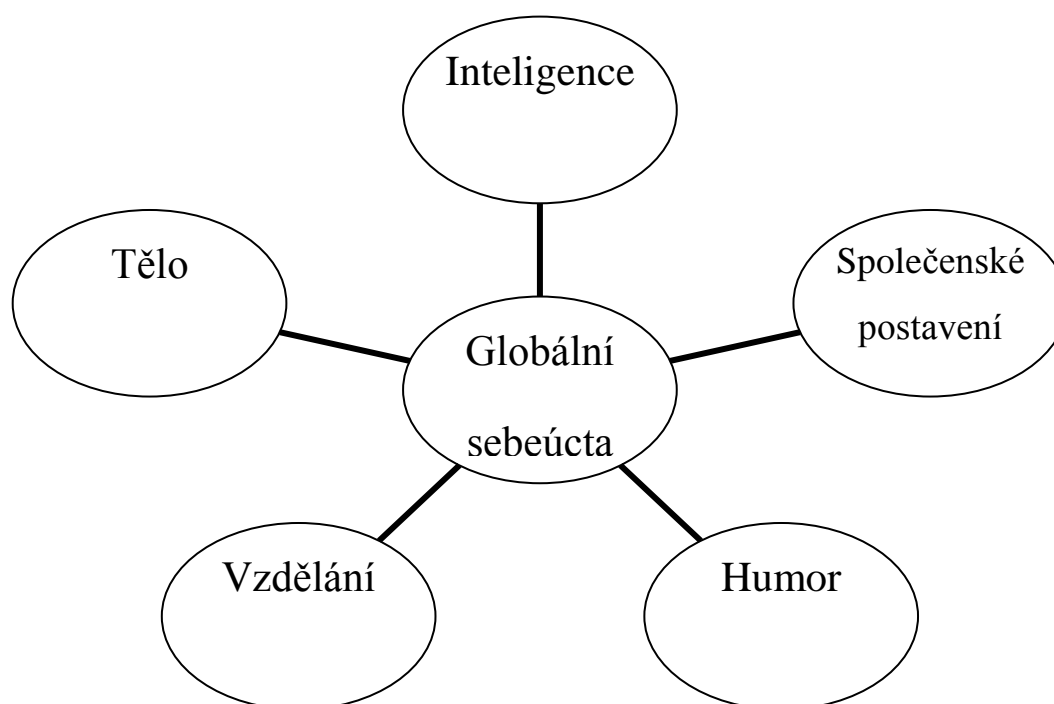 Inteligence
Tělo
Společenské
postavení
Globální
sebeúcta
Vzdělání
Humor